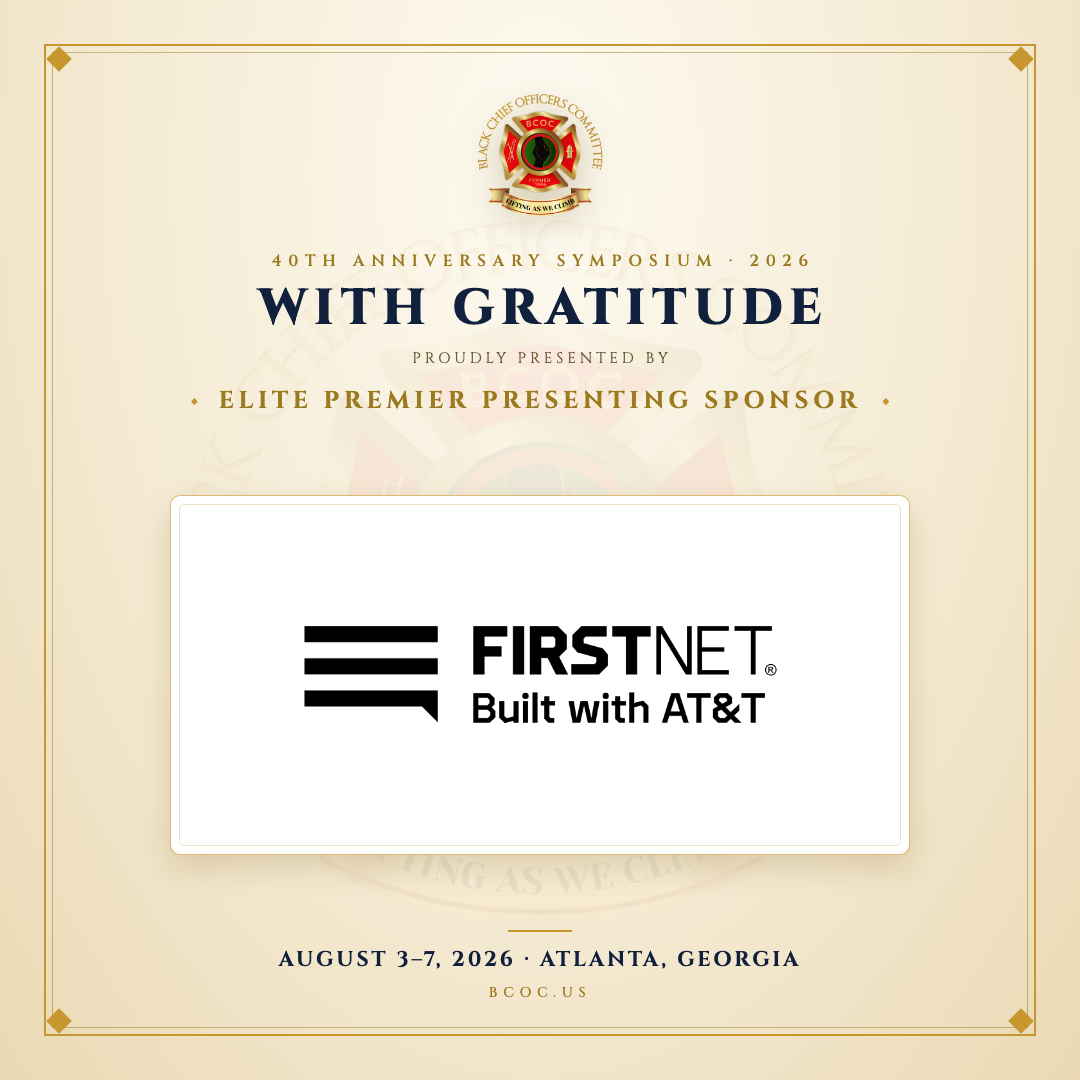 BLACK CHIEF OFFICERS COMMITTEE
BCOC
FORMED
1986
LIFTING AS WE CLIMB
40TH ANNIVERSARY SYMPOSIUM · 2026
WITH GRATITUDE
PROUDLY PRESENTED BY
ELITE PREMIER PRESENTING SPONSOR
FIRSTNET®
Built with AT&T
AUGUST 3–7, 2026 · ATLANTA, GEORGIA
BCOC.US